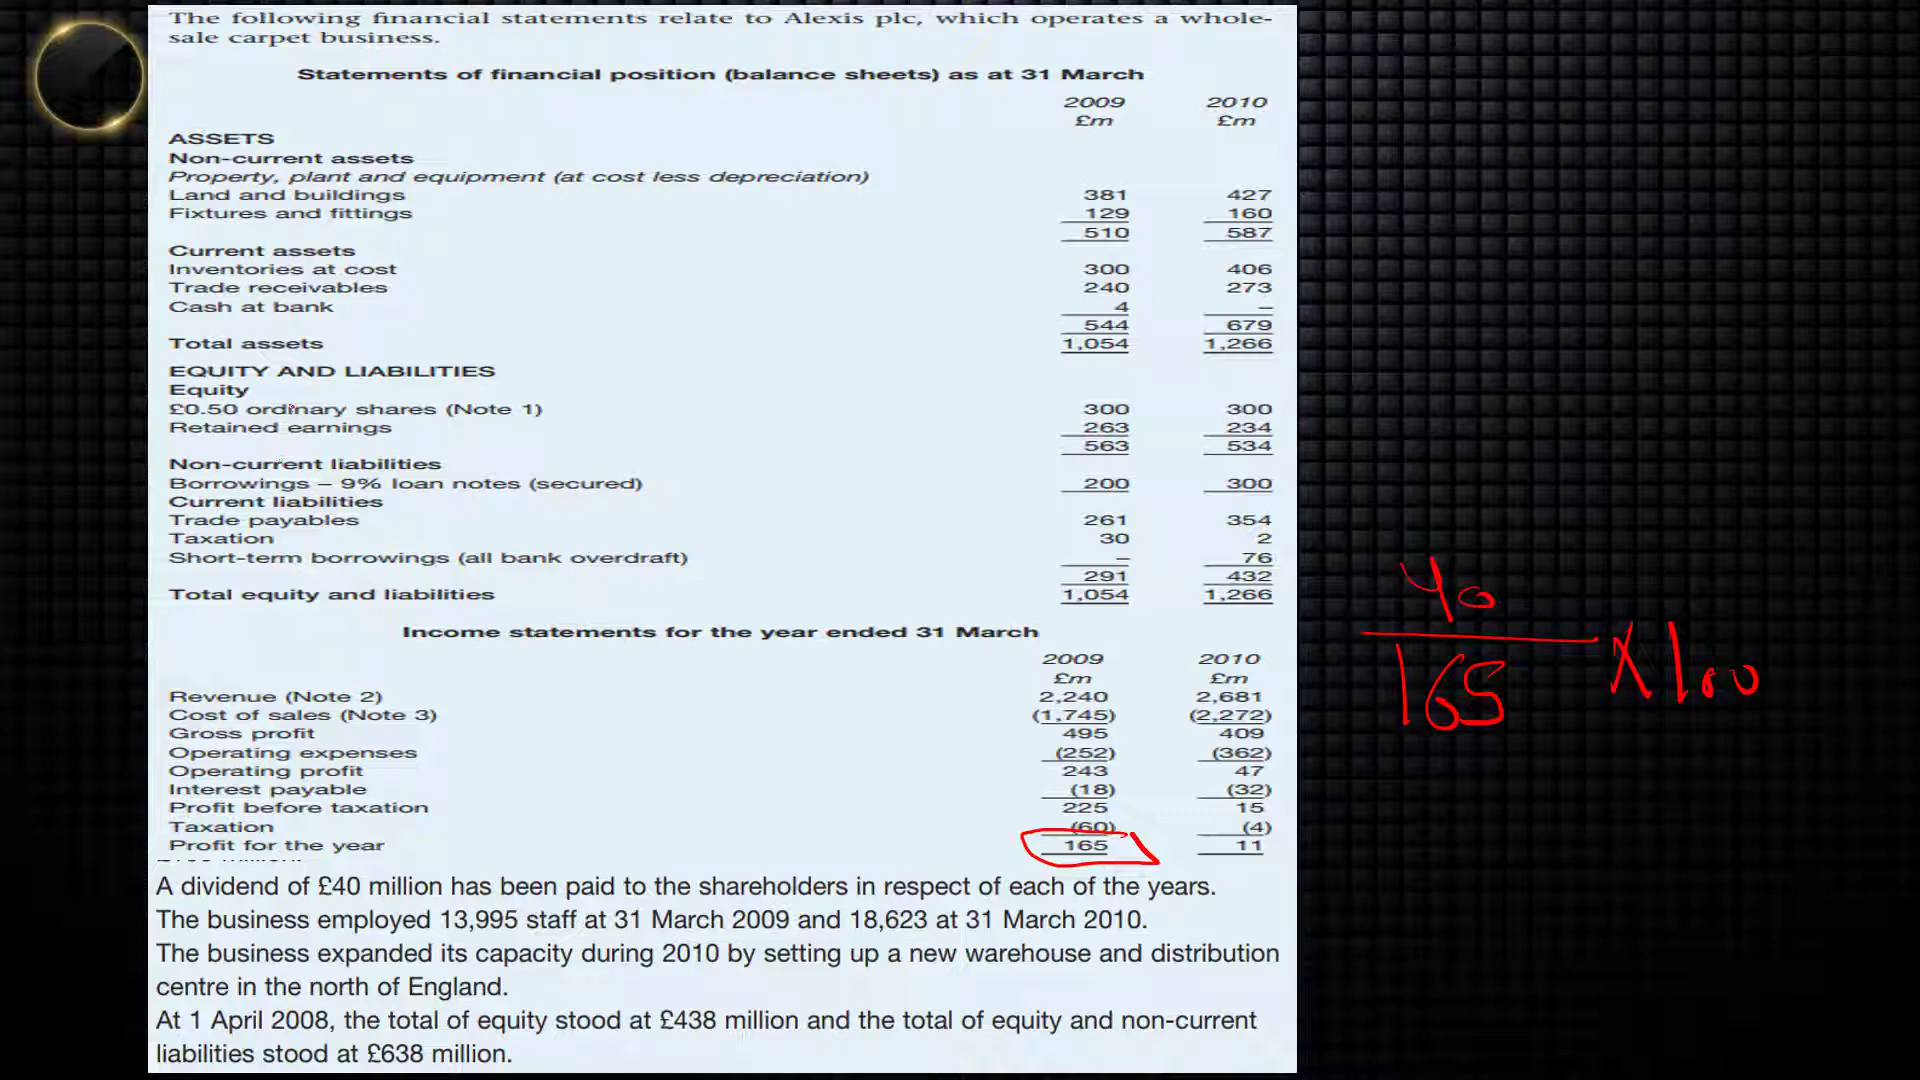 The following financial statements relate to Alexis plc, which operates a whole-
sale carpet business.
Statements of financial position (balance sheets) as at 31 March
2009 2010
£m £m
ASSETS
Non-current assets
Property, plant and equipment (at cost less depreciation)
Land and buildings 381 427
Fixtures and fittings 129 160
510 587
Current assets
Inventories at cost 300 406
Trade receivables 240 273
Cash at bank 4 –
544 679
Total assets 1,054 1,266
EQUITY AND LIABILITIES
Equity
£0.50 ordinary shares (Note 1) 300 300
Retained earnings 263 234
563 534
Non-current liabilities
Borrowings – 9% loan notes (secured) 200 300
Current liabilities
Trade payables 261 354
Taxation 30 2
Short-term borrowings (all bank overdraft) – 76
291 432
Total equity and liabilities 1,054 1,266
Income statements for the year ended 31 March
2009 2010
£m £m
Revenue (Note 2) 2,240 2,681
Cost of sales (Note 3) (1,745) (2,272)
Gross profit 495 409
Operating expenses (252) (362)
Operating profit 243 47
Interest payable (18) (32)
Profit before taxation 225 15
Taxation (60) (4)
Profit for the year 165 11
A dividend of £40 million has been paid to the shareholders in respect of each of the years.
The business employed 13,995 staff at 31 March 2009 and 18,623 at 31 March 2010.
The business expanded its capacity during 2010 by setting up a new warehouse and distribution
centre in the north of England.
At 1 April 2008, the total of equity stood at £438 million and the total of equity and non-current
liabilities stood at £638 million.
40
165 X 100